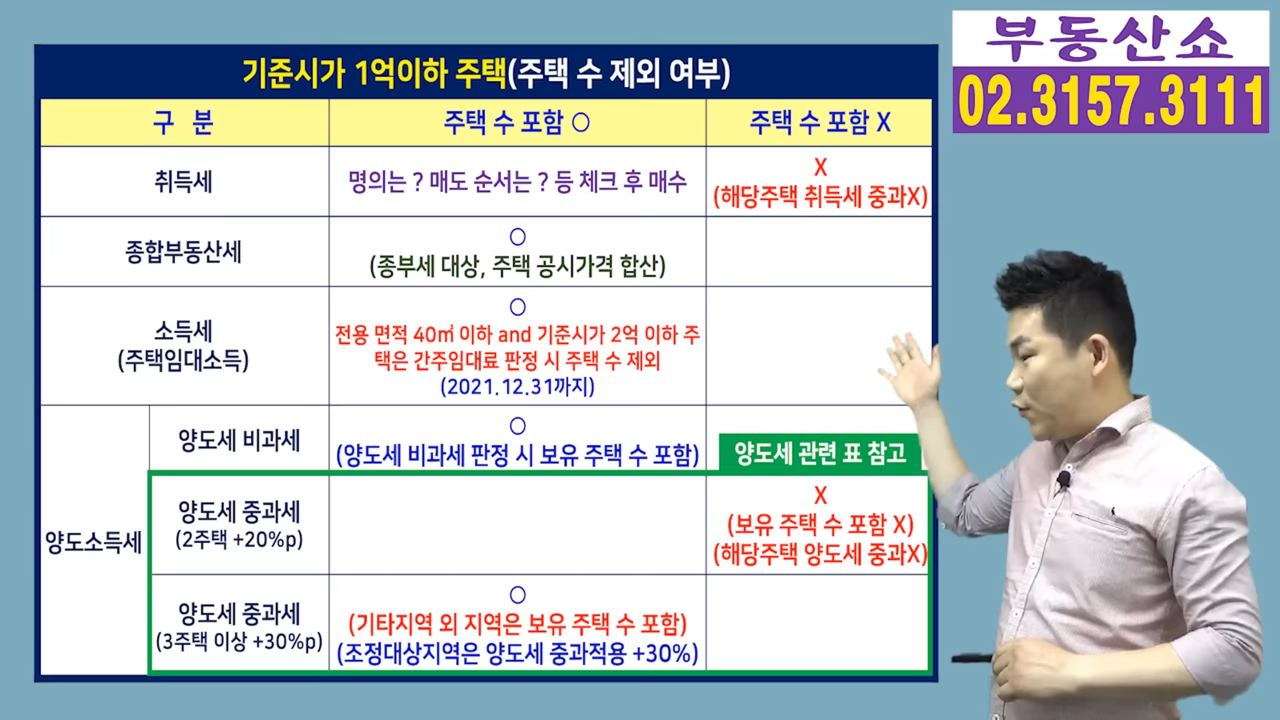 부동산쇼
02.3157.3111
기준시가 1억이하 주택(주택 수 제외 여부)
구 분
주택 수 포함 ○
주택 수 포함 X
취득세
명의는 ? 매도 순서는 ? 등 체크 후 매수
X
(해당주택 취득세 중과X)
종합부동산세
○
(종부세 대상, 주택 공시가격 합산)
소득세
(주택임대소득)
○
전용 면적 40㎡ 이하 and 기준시가 2억 이하 주
택은 간주임대료 판정 시 주택 수 제외
(2021.12.31까지)
양도소득세
양도세 비과세
○
(양도세 비과세 판정 시 보유 주택 수 포함)
양도세 관련 표 참고
양도세 중과세
(2주택 +20%p)
X
(보유 주택 수 포함 X)
(해당주택 양도세 중과X)
양도세 중과세
(3주택 이상 +30%p)
○
(기타지역 외 지역은 보유 주택 수 포함)
(조정대상지역은 양도세 중과적용 +30%)